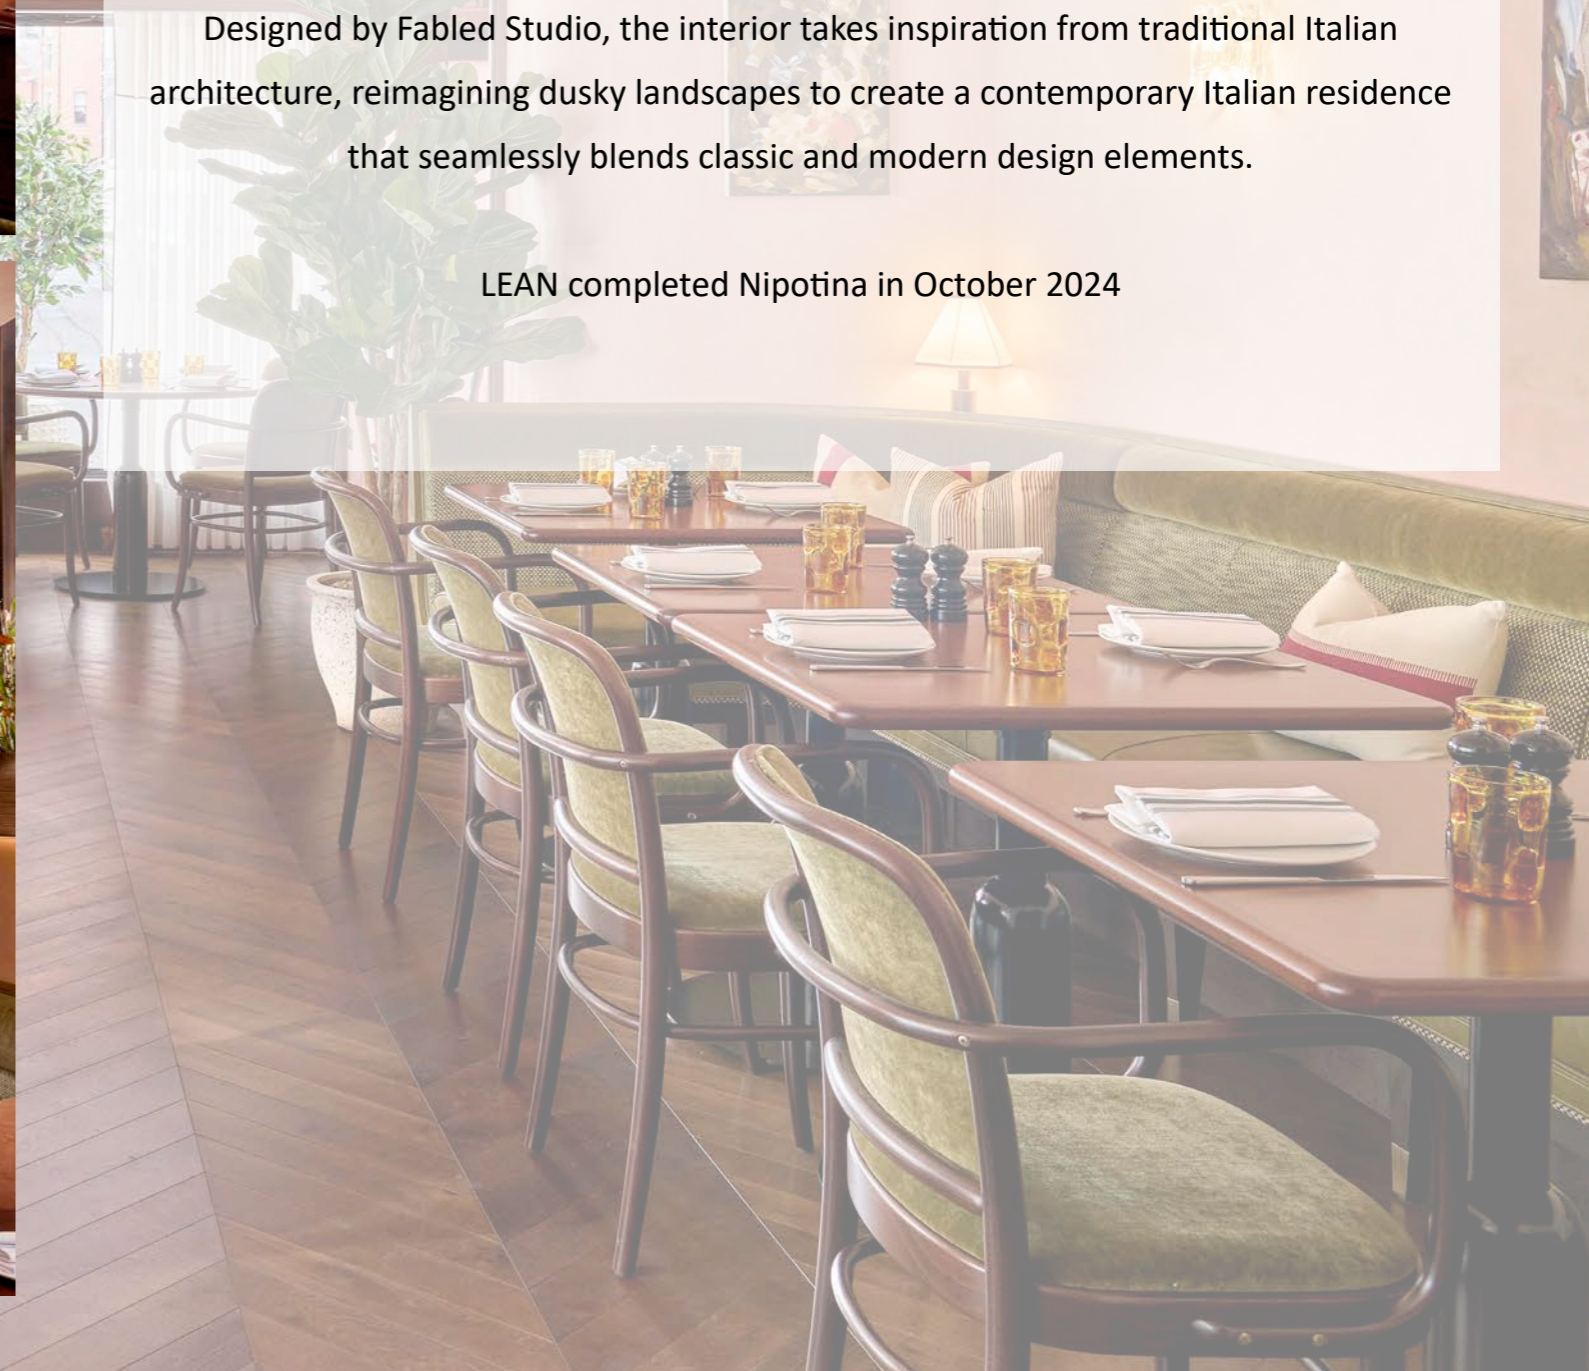 Designed by Fabled Studio, the interior takes inspiration from traditional Italian
architecture, reimagining dusky landscapes to create a contemporary Italian residence
that seamlessly blends classic and modern design elements.
LEAN completed Nipotina in October 2024